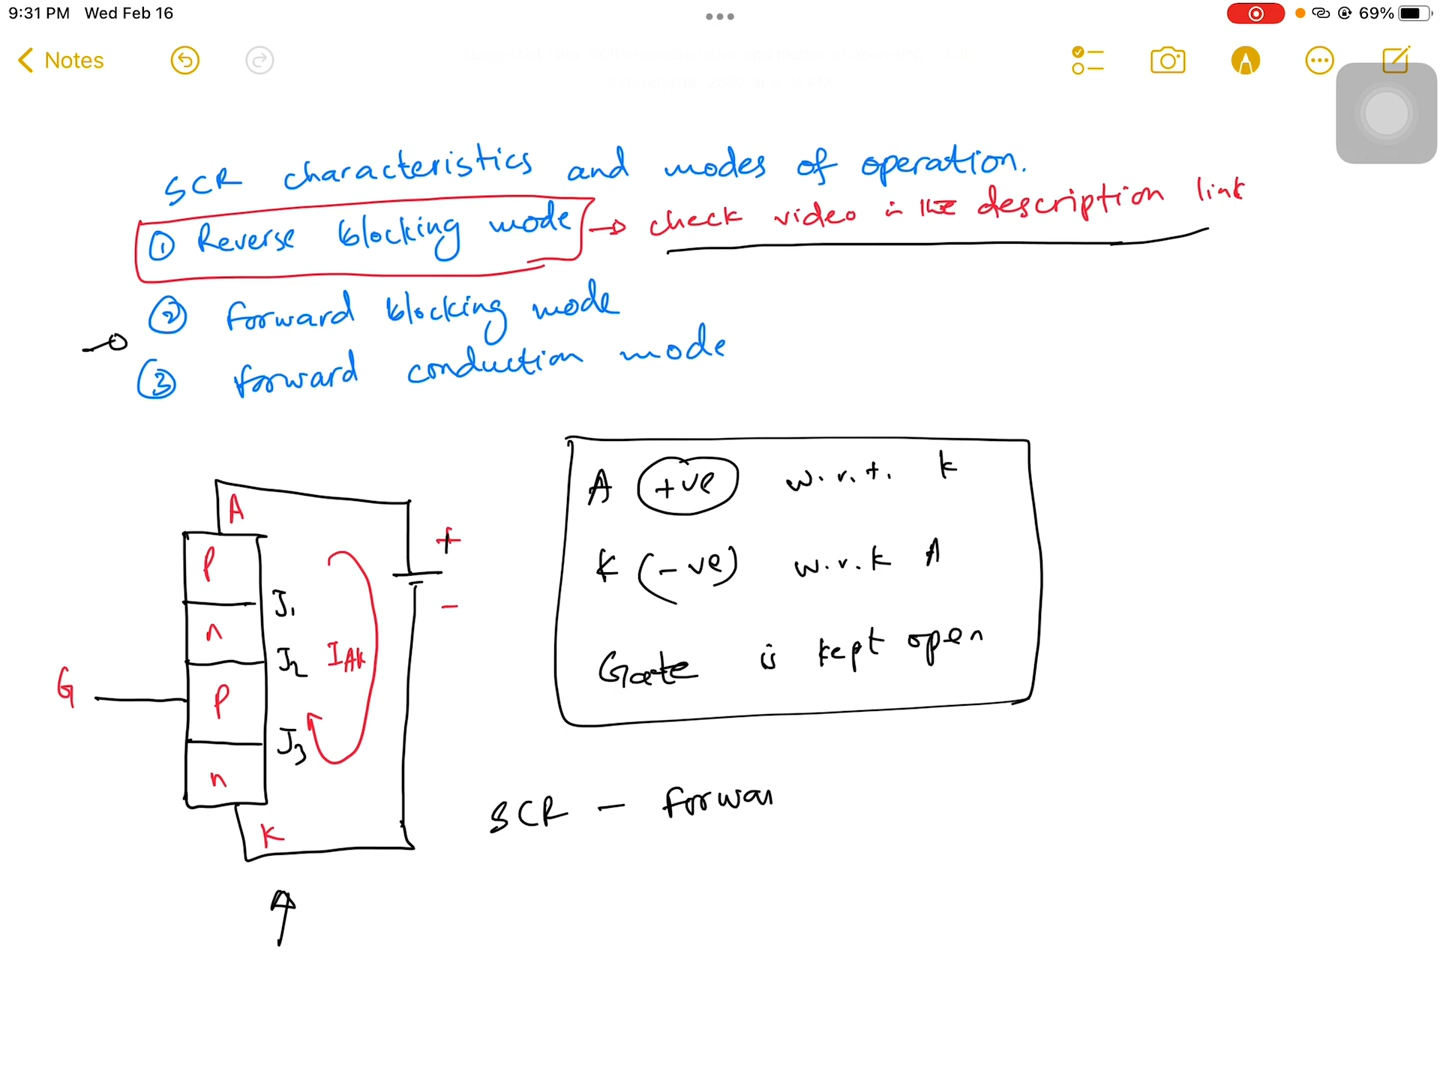 9:31 PM Wed Feb 16
69%
Notes
SCR characteristics and modes of operation.
① Reverse blocking mode → check video in the description link
② forward blocking mode
③ forward conduction mode
A +ve w.r.t. k
K (-ve) w.r.k A
Gate is kept open
A
+
P
J1
n
J2 IAK
-
G
P
J3
n
K
SCR - forwar